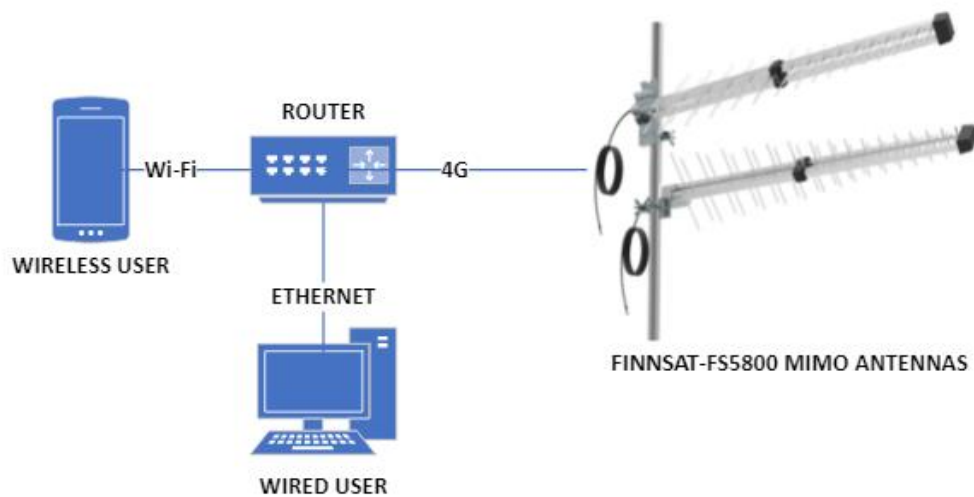 ROUTER
Wi-Fi
4G
WIRELESS USER
ETHERNET
FINNSAT-FS5800 MIMO ANTENNAS
WIRED USER